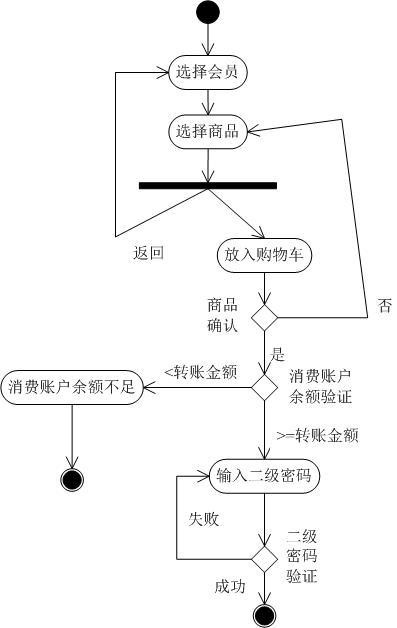 选择会员
选择商品
返回
放入购物车
商品
确认
否
是
消费账户
余额验证
<转账金额
消费账户余额不足
>=转账金额
输入二级密码
失败
二级
密码
验证
成功